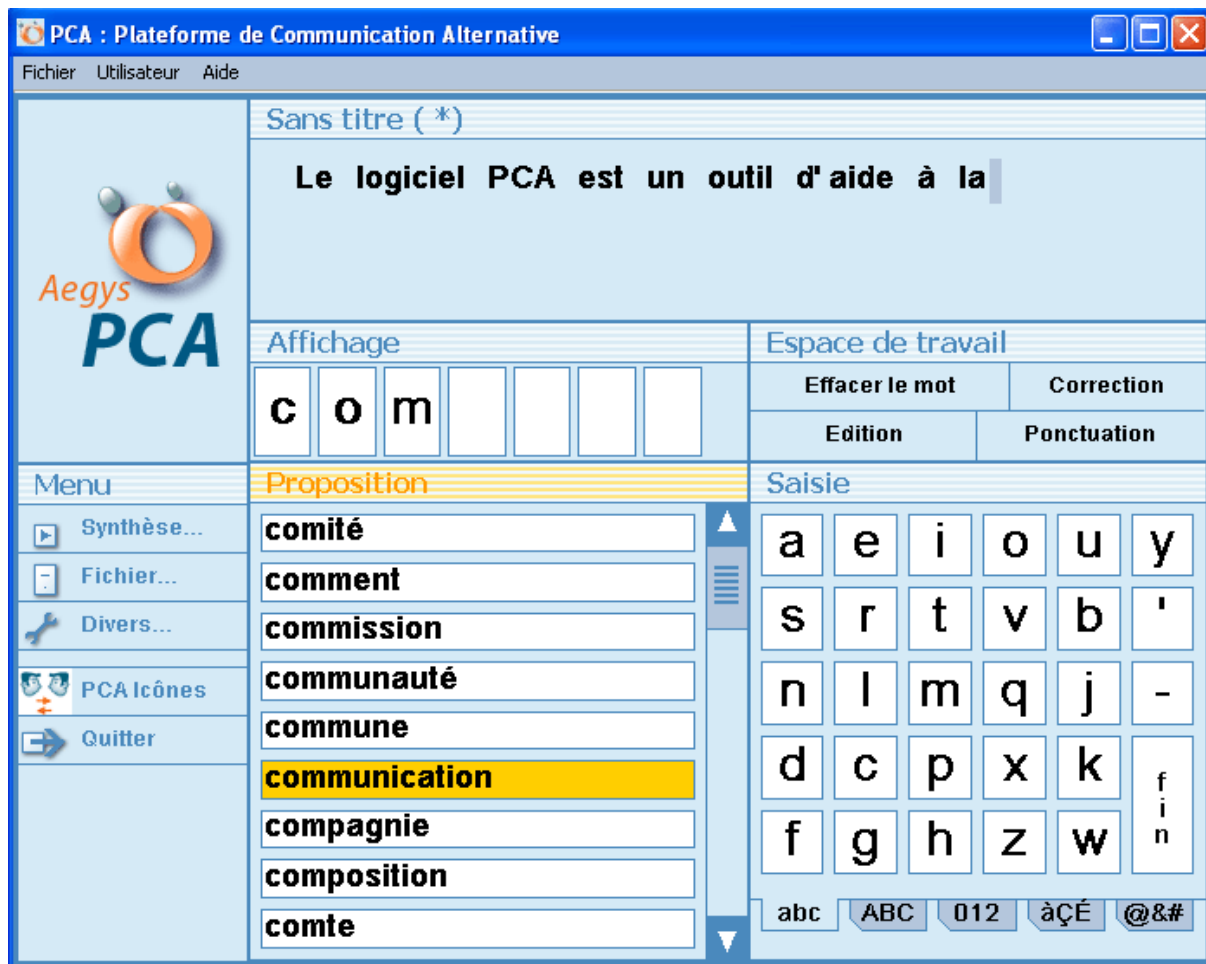 PCA : Plateforme de Communication Alternative
Fichier Utilisateur Aide
Sans titre ( *)
Le logiciel PCA est un outil d'aide à la
Aegys
PCA
Affichage
c o m
Espace de travail
Effacer le mot Correction
Edition Ponctuation
Menu
Synthèse...
Fichier...
Divers...
PCA Icônes
Quitter
Proposition
comité
comment
commission
communauté
commune
communication
compagnie
composition
comte
Saisie
a e i o u y
s r t v b '
n l m q j -
d c p x k fin
f g h z w
abc ABC 012 àÇÉ @&#